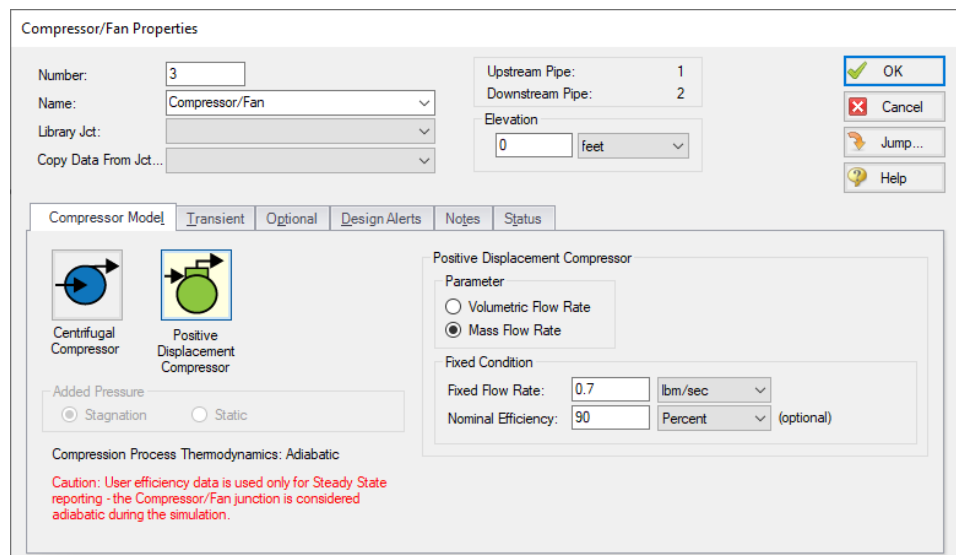 Compressor/Fan Properties
Number:
3
Name:
Compressor/Fan
Library Jct:
Copy Data From Jct...
Upstream Pipe: 1
Downstream Pipe: 2
Elevation
0 feet
OK
Cancel
Jump...
Help
Compressor Model Transient Optional Design Alerts Notes Status
Centrifugal
Compressor
Positive
Displacement
Compressor
Added Pressure
Stagnation Static
Compression Process Thermodynamics: Adiabatic
Caution: User efficiency data is used only for Steady State
reporting - the Compressor/Fan junction is considered
adiabatic during the simulation.
Positive Displacement Compressor
Parameter
Volumetric Flow Rate
Mass Flow Rate
Fixed Condition
Fixed Flow Rate: 0.7 lbm/sec
Nominal Efficiency: 90 Percent (optional)